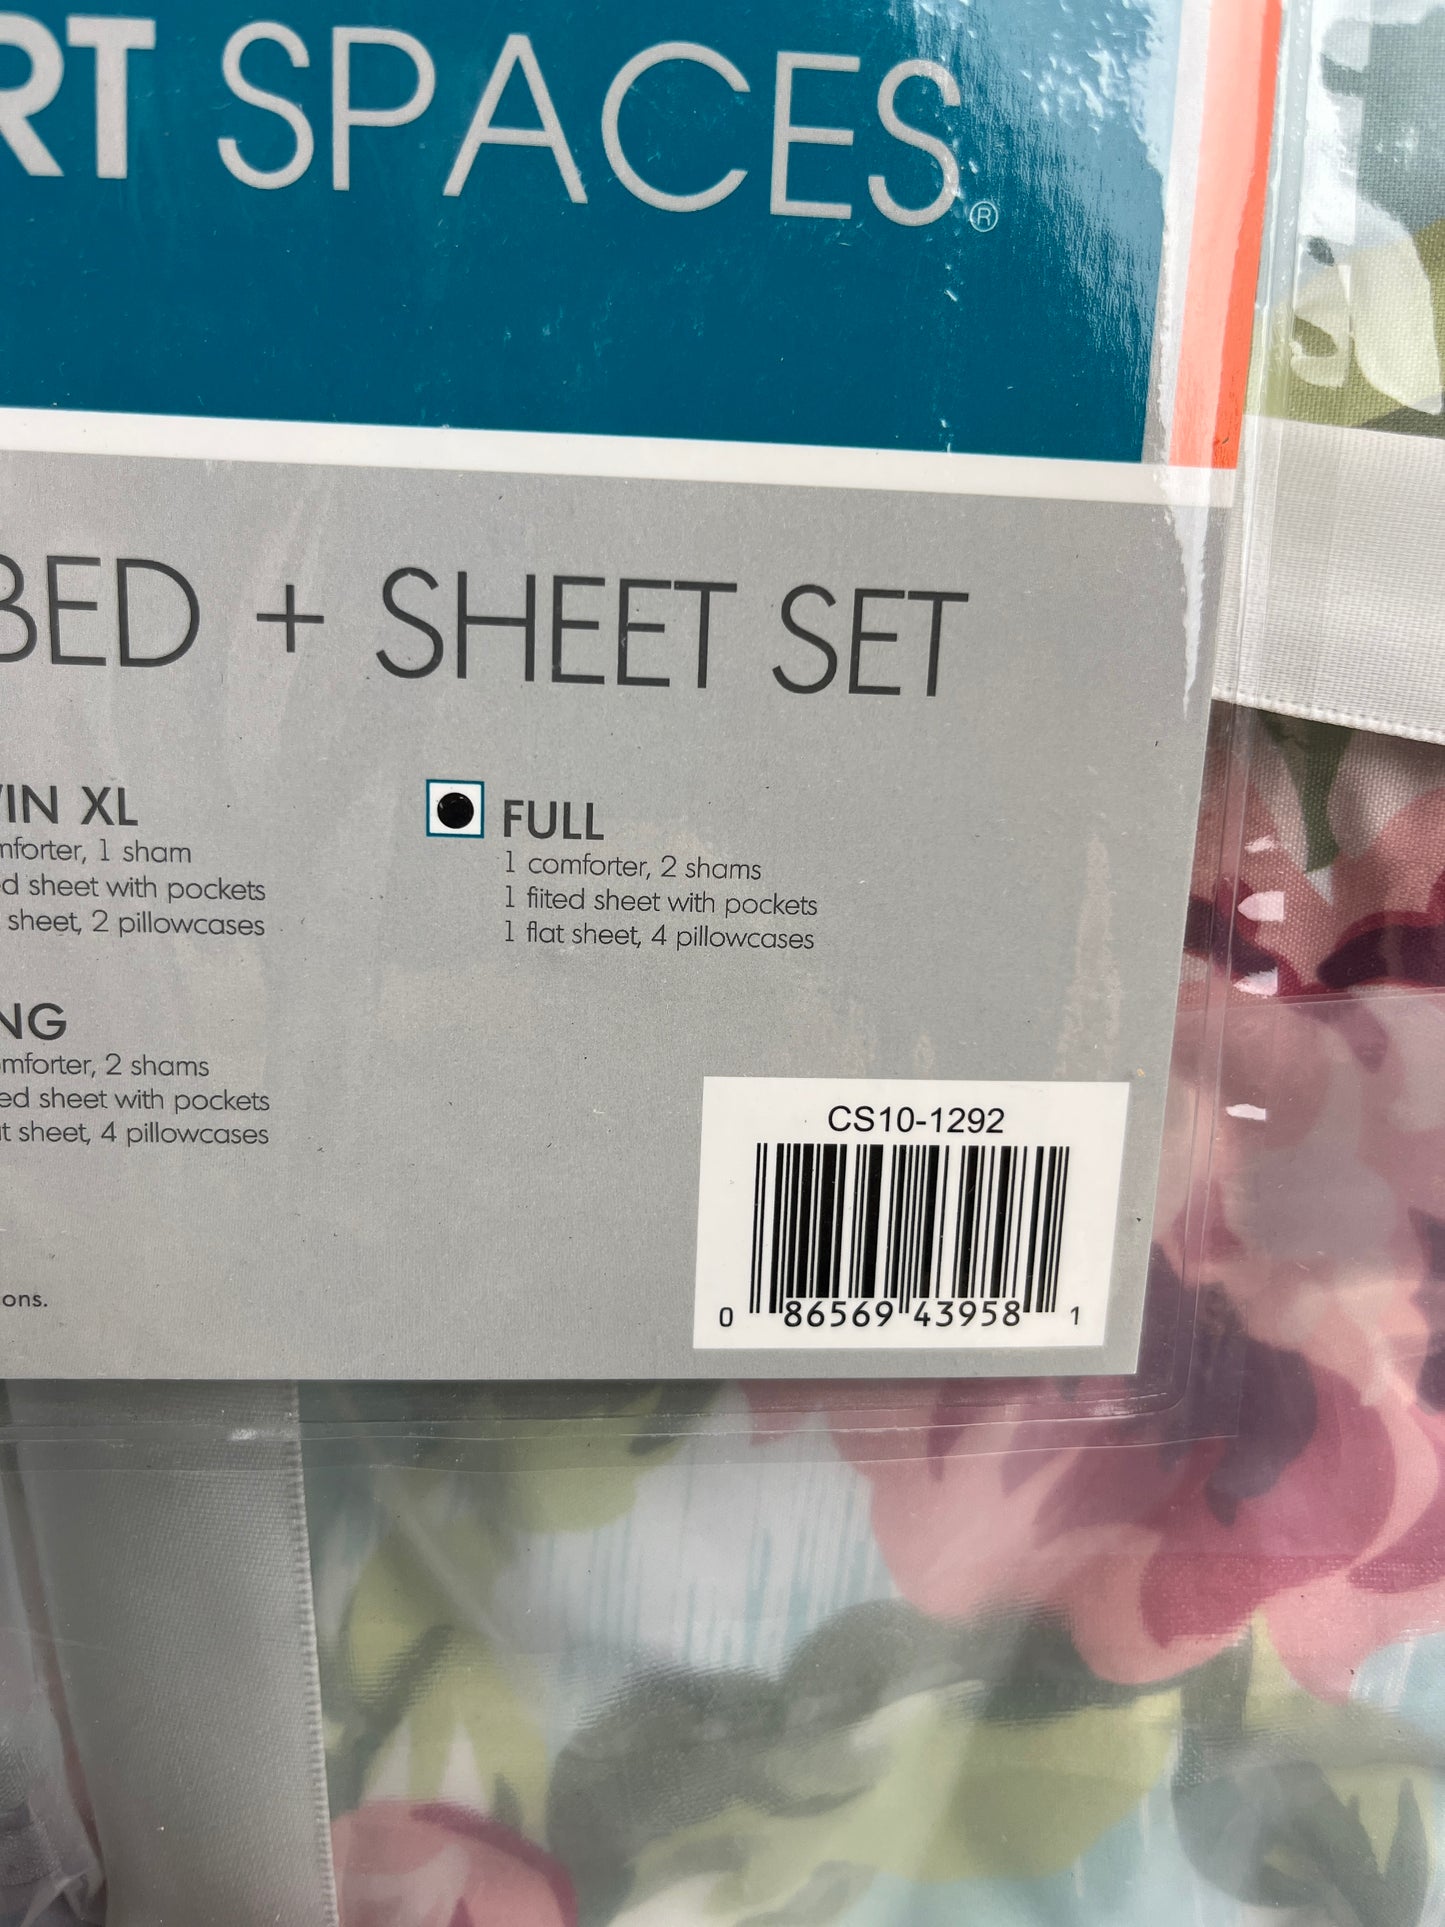 RT SPACES®
BED + SHEET SET
IN XL
mforter, 1 sham
d sheet with pockets
sheet, 2 pillowcases
FULL
1 comforter, 2 shams
1 fiited sheet with pockets
1 flat sheet, 4 pillowcases
NG
omforter, 2 shams
ed sheet with pockets
t sheet, 4 pillowcases
ons.
CS10-1292
0 86569 43958 1